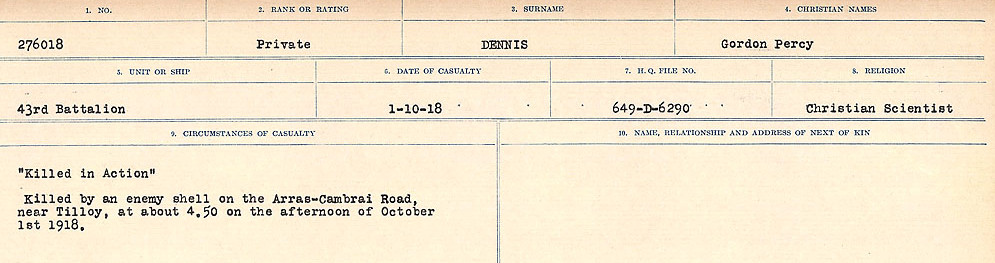 1. NO. 2. RANK OR RATING 3. SURNAME 4. CHRISTIAN NAMES
276018 Private DENNIS Gordon Percy
5. UNIT OR SHIP 6. DATE OF CASUALTY 7. H. Q. FILE NO. 8. RELIGION
43rd Battalion 1-10-18 649-D-6290 Christian Scientist
9. CIRCUMSTANCES OF CASUALTY 10. NAME, RELATIONSHIP AND ADDRESS OF NEXT OF KIN
"Killed in Action"
Killed by an enemy shell on the Arras-Cambrai Road,
near Tilloy, at about 4.50 on the afternoon of October
1st 1918.